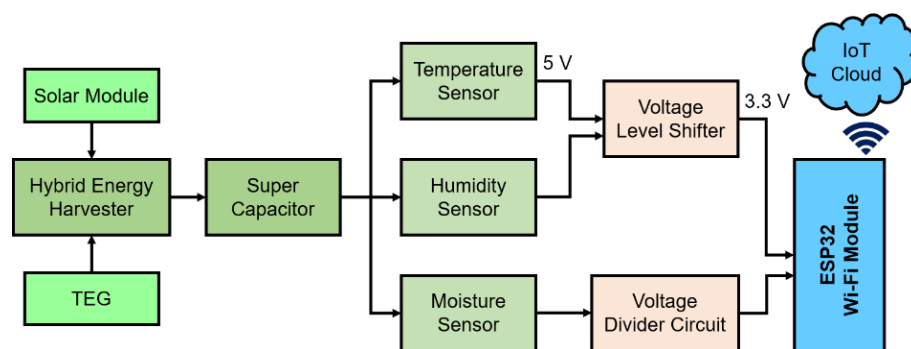 Solar Module
Hybrid Energy
Harvester
TEG
Super
Capacitor
Temperature
Sensor
5 V
Humidity
Sensor
Moisture
Sensor
Voltage
Level Shifter
3.3 V
Voltage
Divider Circuit
IoT
Cloud
ESP32
Wi-Fi Module